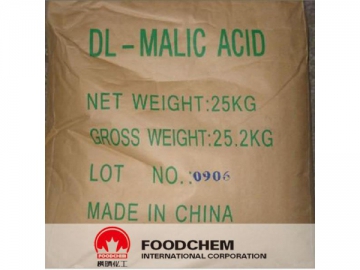 DL-MALIC ACID
NET WEIGHT:25KG
GROSS WEIGHT:25.2KG
LOT NO.:0906
MADE IN CHINA
FOODCHEM
INTERNATIONAL CORPORATION